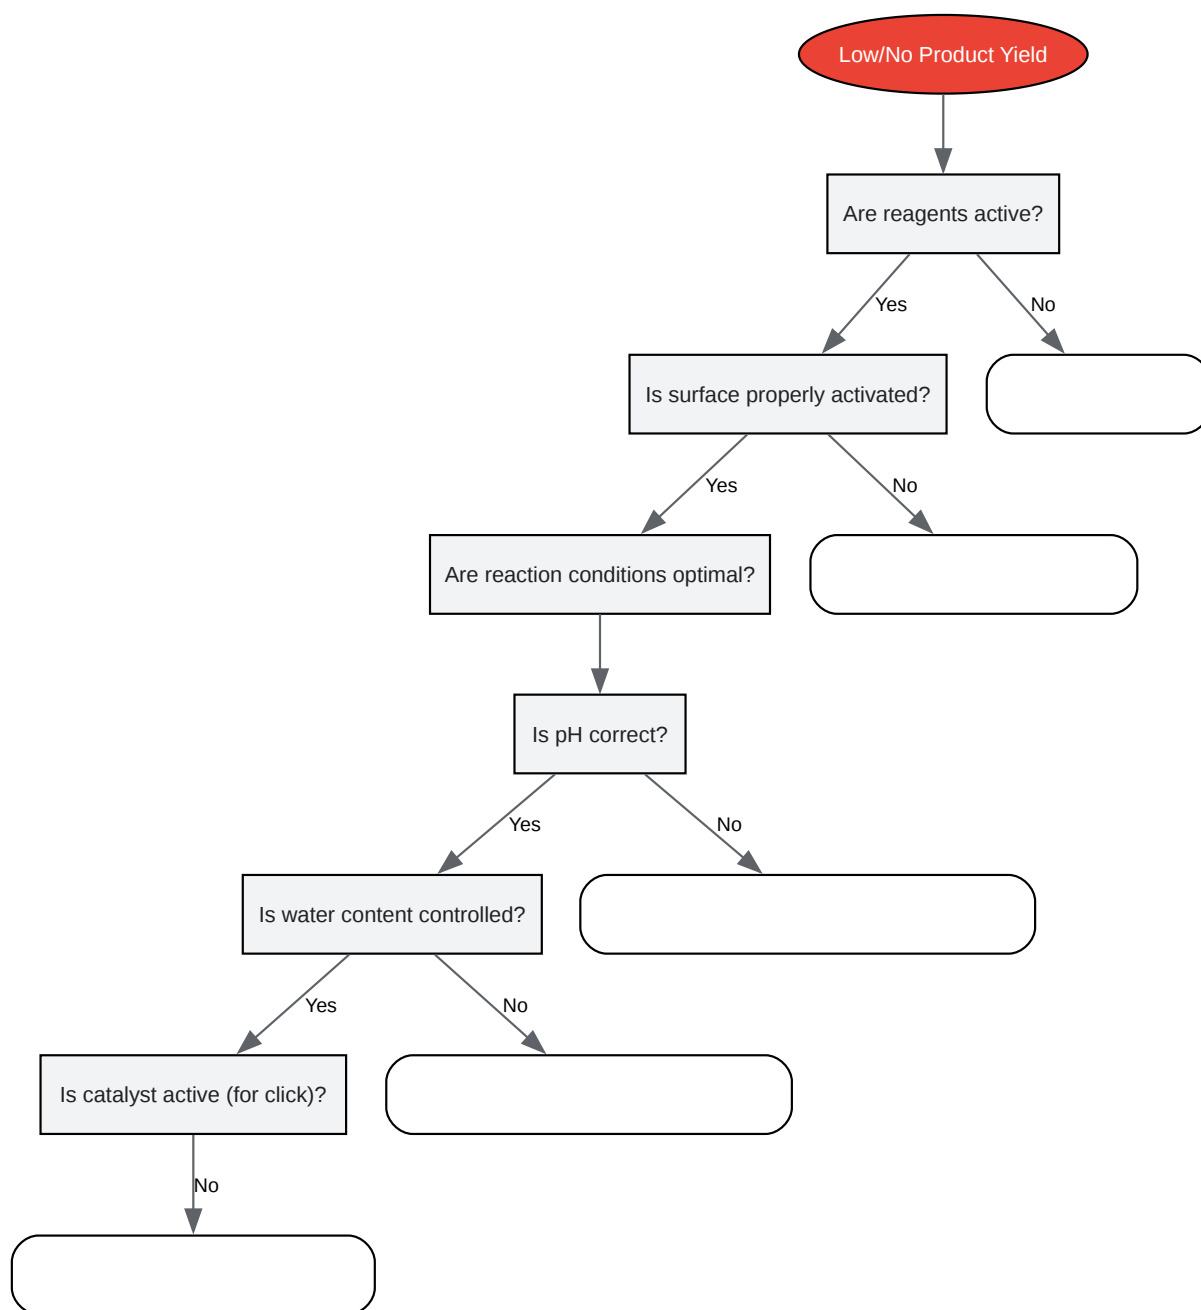 Low/No Product Yield
Are reagents active?
Yes
No
Is surface properly activated?
Yes
No
Are reaction conditions optimal?
Is pH correct?
Yes
No
Is water content controlled?
Yes
No
Is catalyst active (for click)?
No